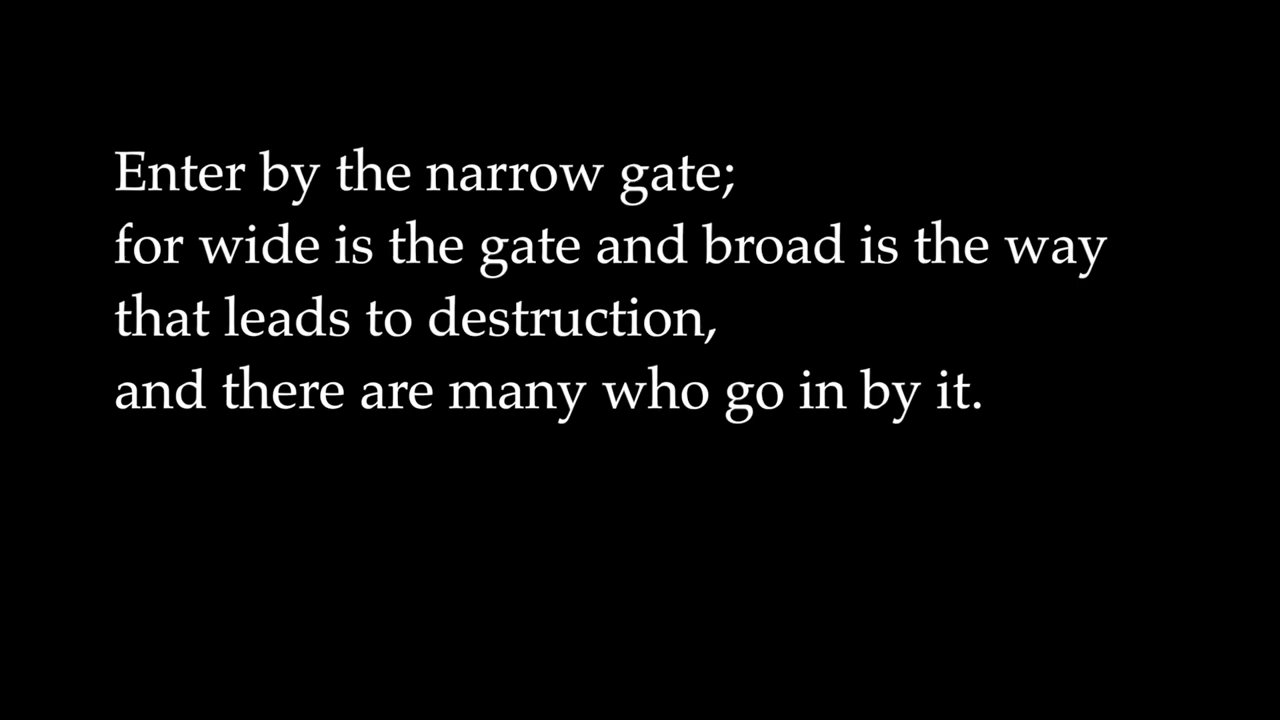 Enter by the narrow gate;
for wide is the gate and broad is the way
that leads to destruction,
and there are many who go in by it.